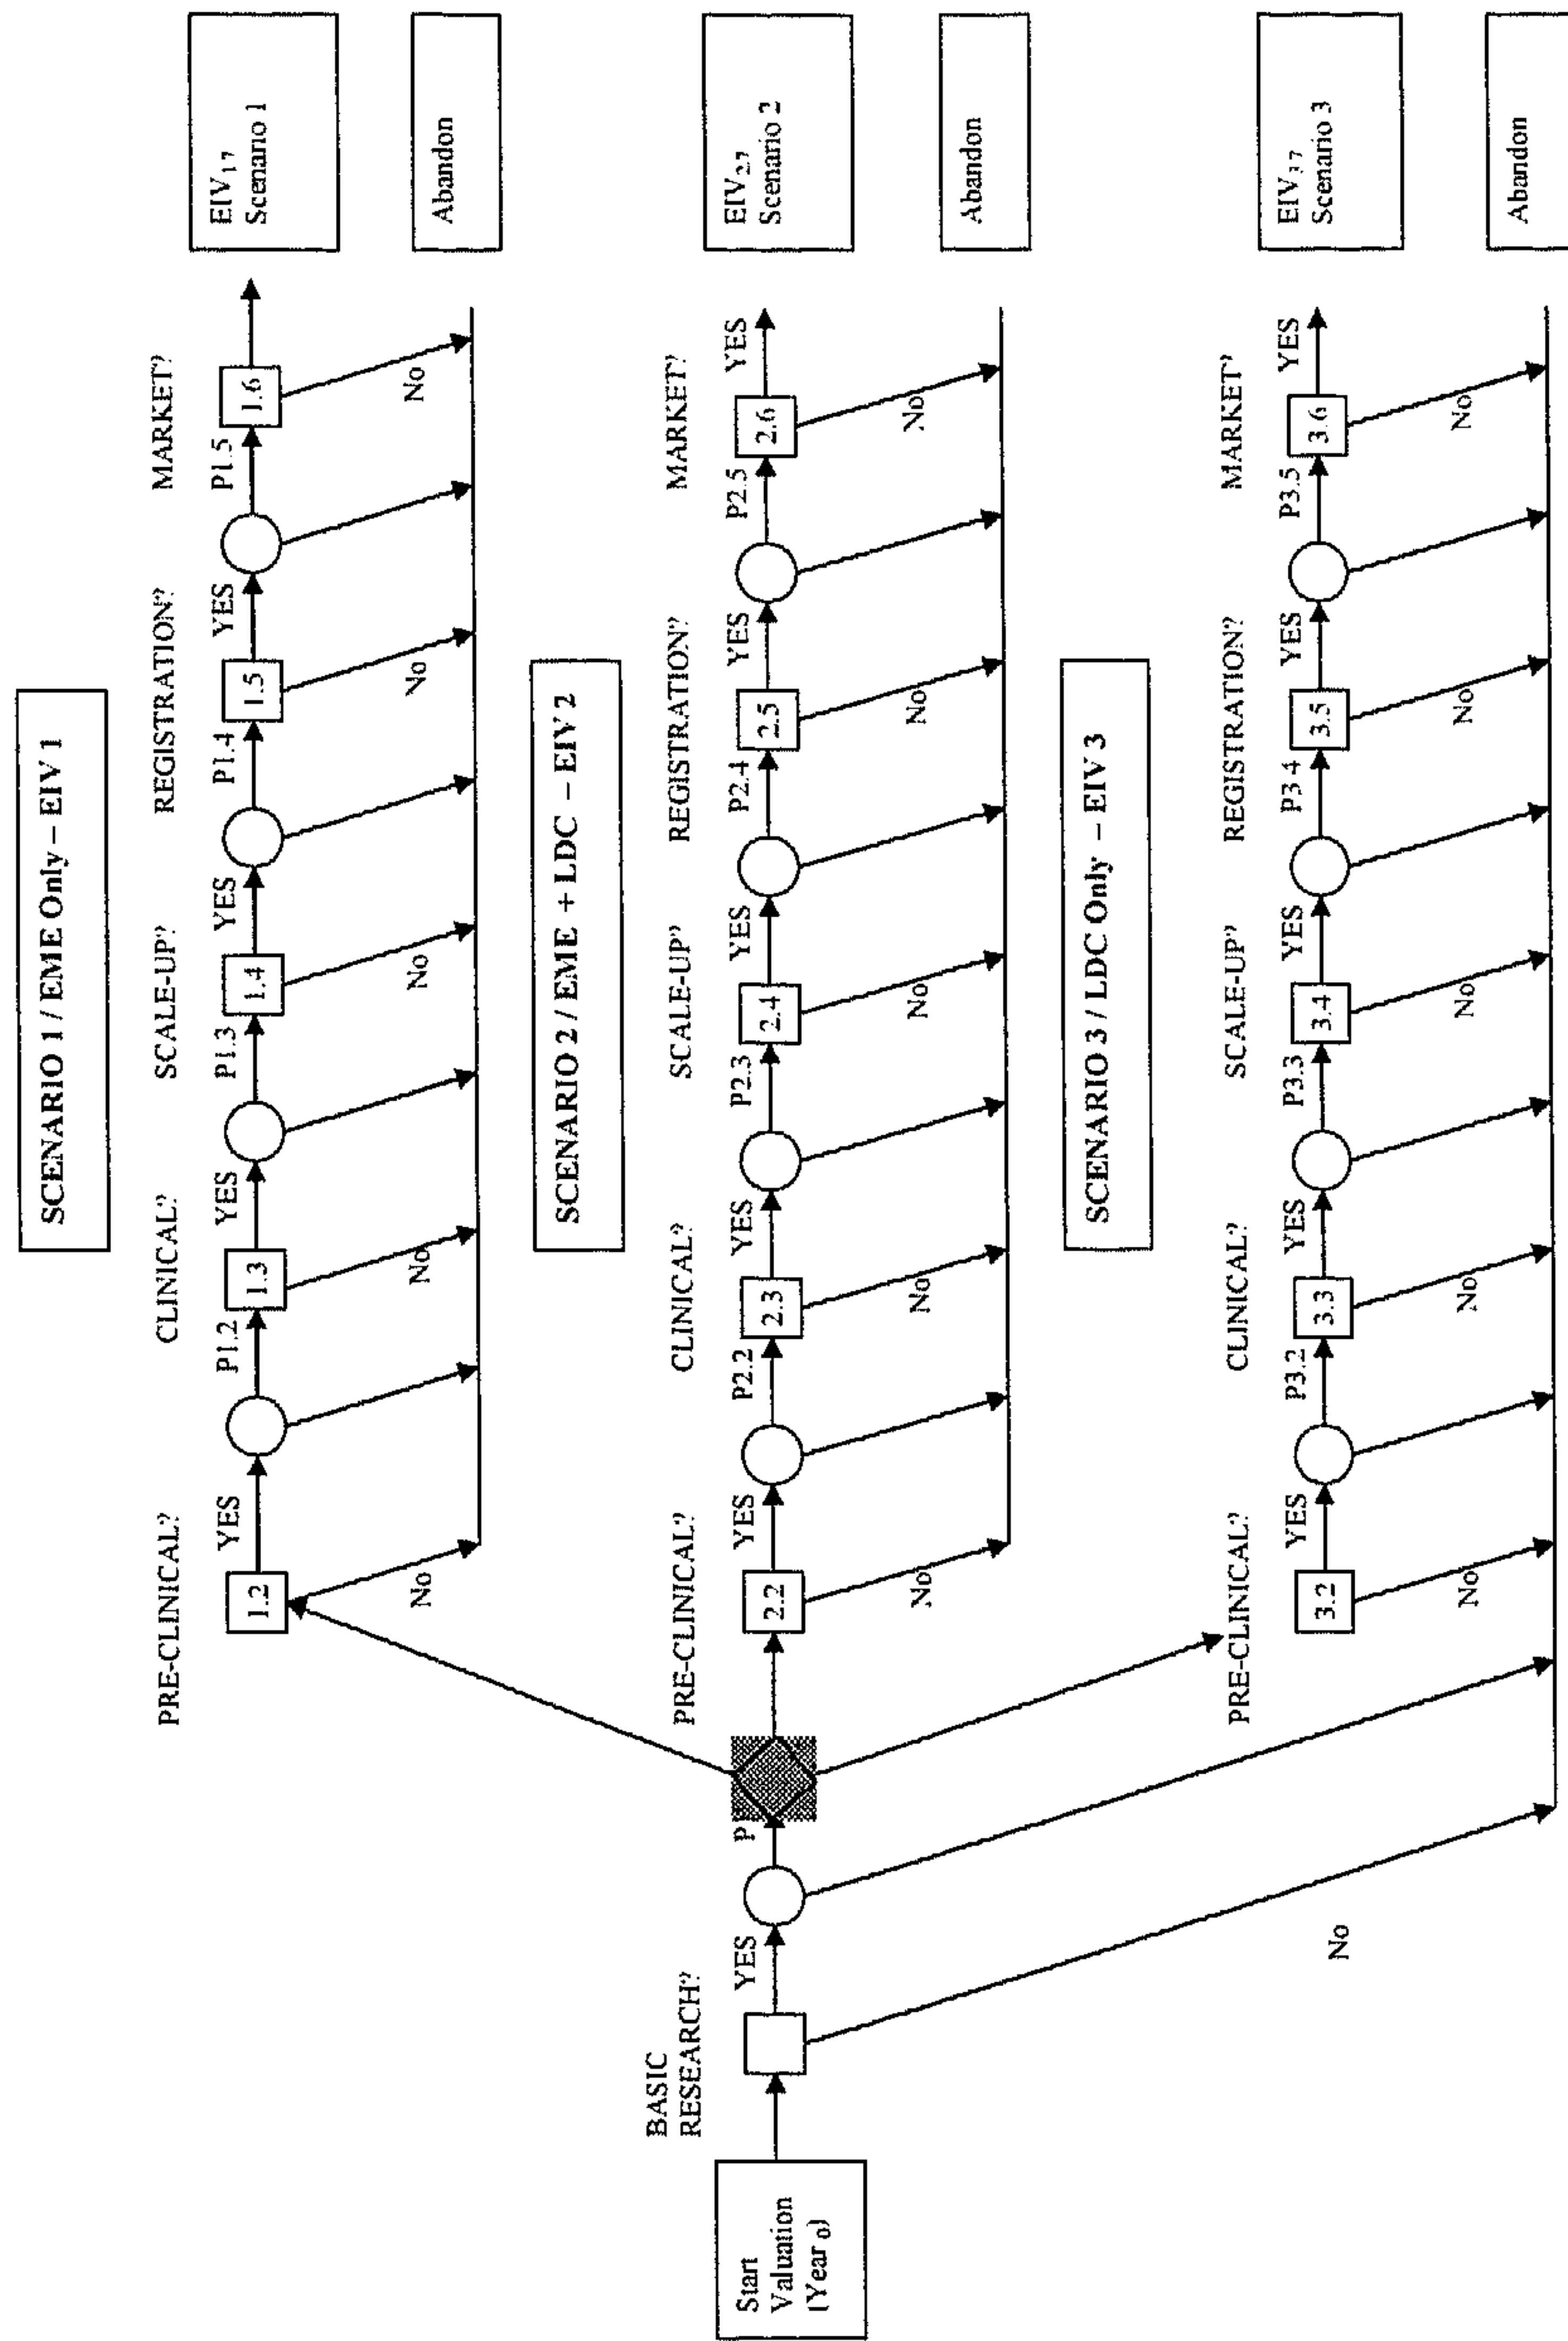 SCENARIO 1 / EME Only – EIV 1
PRE-CLINICAL?
CLINICAL?
SCALE-UP?
REGISTRATION?
MARKET?
1.2
YES
P1.2
1.3
YES
P1.3
1.4
YES
P1.4
1.5
YES
P1.5
1.6
EIV17
Scenario 1
No
No
No
No
No
Abandon
SCENARIO 2 / EME + LDC – EIV 2
BASIC
RESEARCH?
PRE-CLINICAL?
CLINICAL?
SCALE-UP?
REGISTRATION?
MARKET?
Start
Valuation
(Year 0)
YES
P
2.2
YES
P2.2
2.3
YES
P2.3
2.4
YES
P2.4
2.5
YES
P2.5
2.6
YES
EIV2,7
Scenario 2
No
No
No
No
No
Abandon
SCENARIO 3 / LDC Only – EIV 3
PRE-CLINICAL?
CLINICAL?
SCALE-UP?
REGISTRATION?
MARKET?
3.2
YES
P3.2
3.3
YES
P3.3
3.4
YES
P3 4
3.5
YES
P3.5
3.6
YES
EIV37
Scenario 3
No
No
No
No
No
No
Abandon